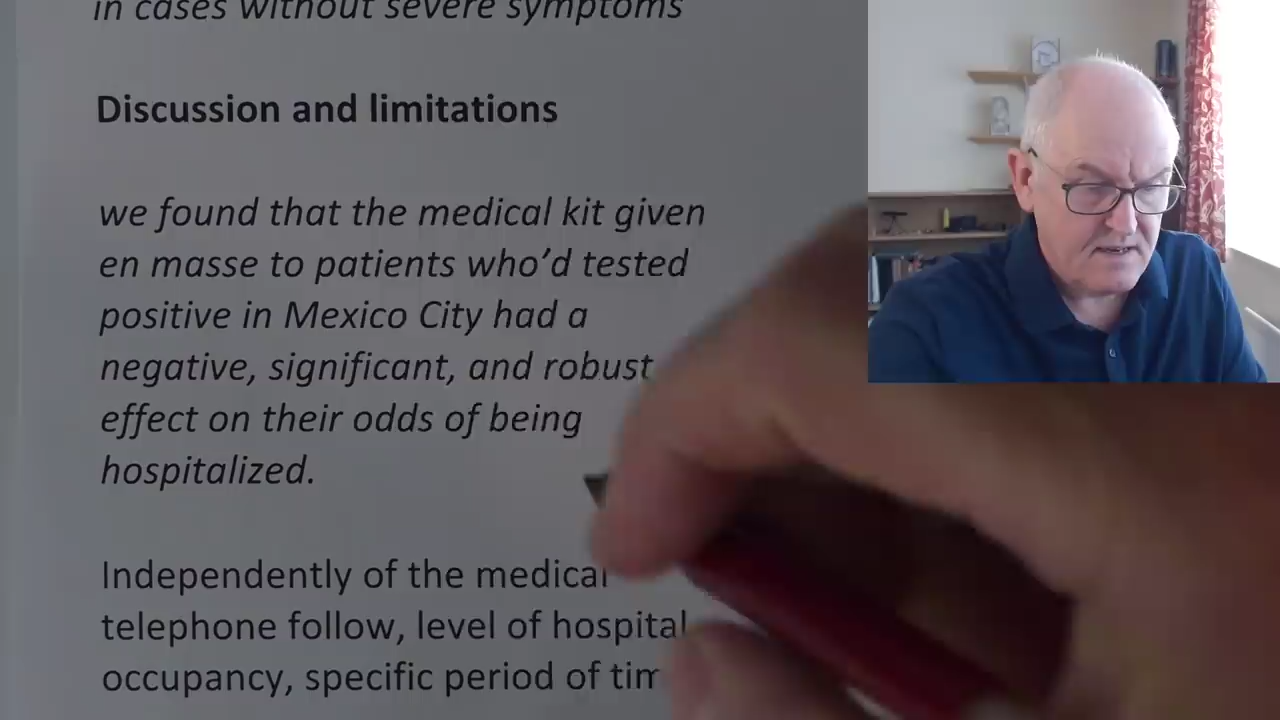 in cases without severe symptoms
Discussion and limitations
we found that the medical kit given
en masse to patients who’d tested
positive in Mexico City had a
negative, significant, and robust
effect on their odds of being
hospitalized.
Independently of the medical
telephone follow, level of hospital
occupancy, specific period of